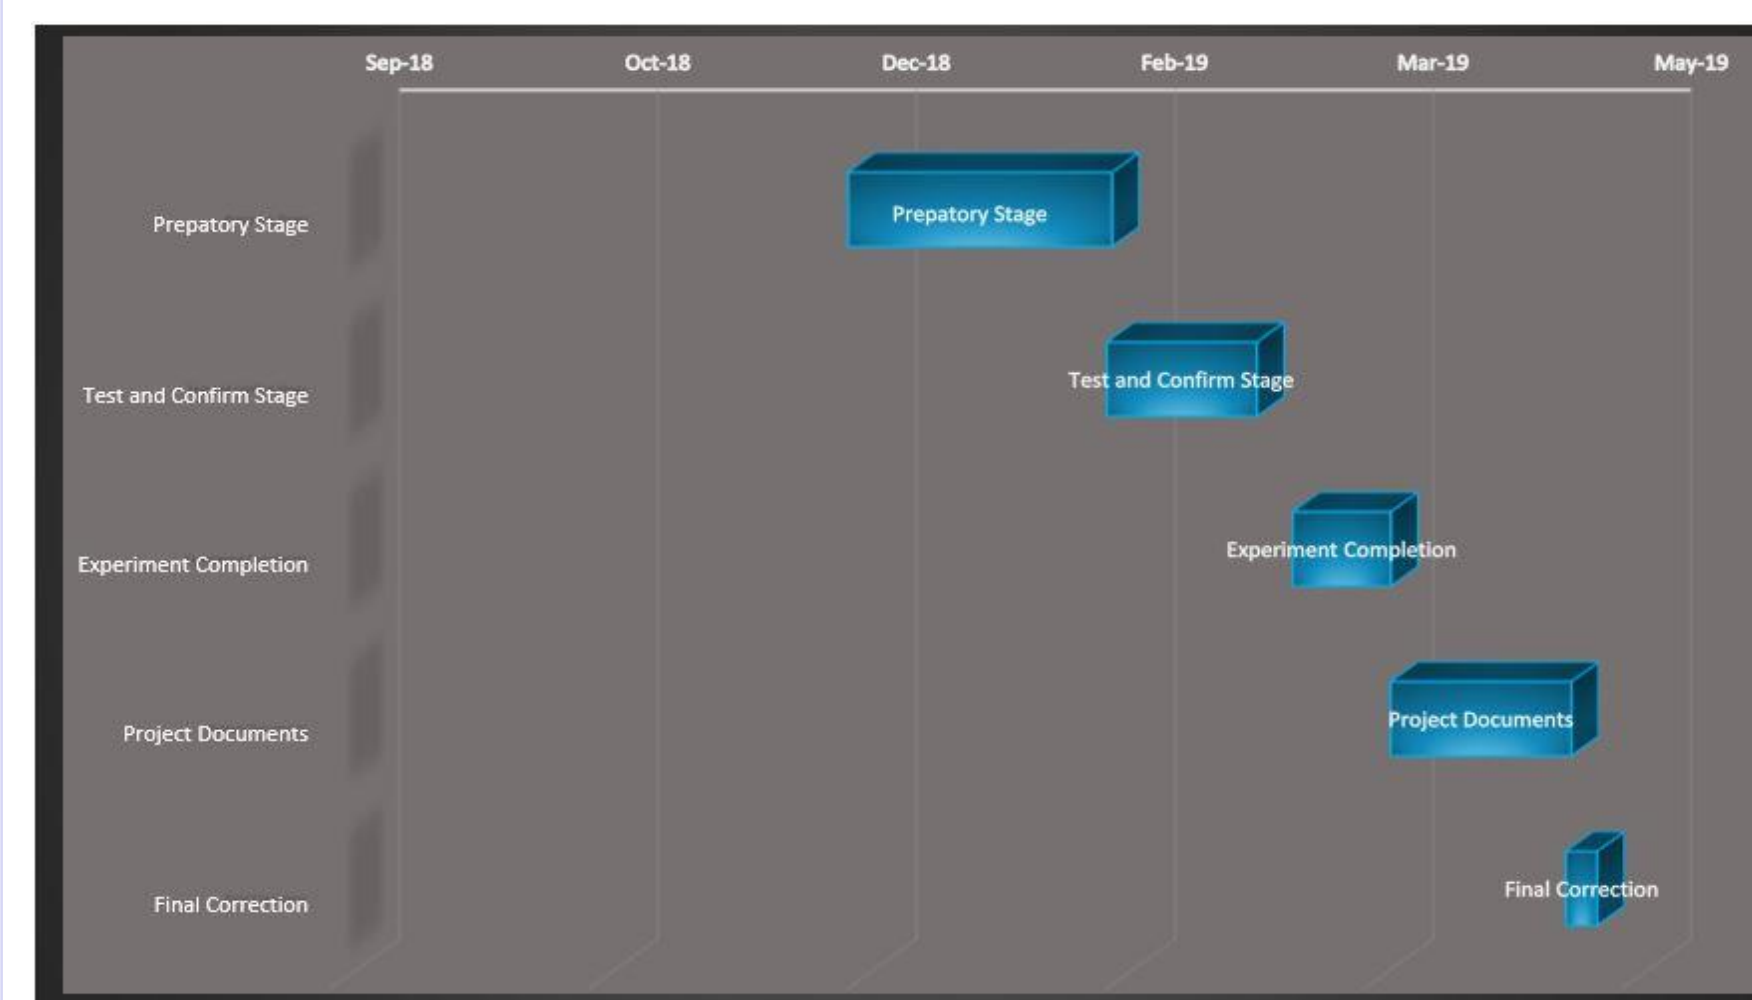 Sep-18 Oct-18 Dec-18 Feb-19 Mar-19 May-19
Prepatory Stage Prepatory Stage
Test and Confirm Stage Test and Confirm Stage
Experiment Completion Experiment Completion
Project Documents Project Documents
Final Correction Final Correction